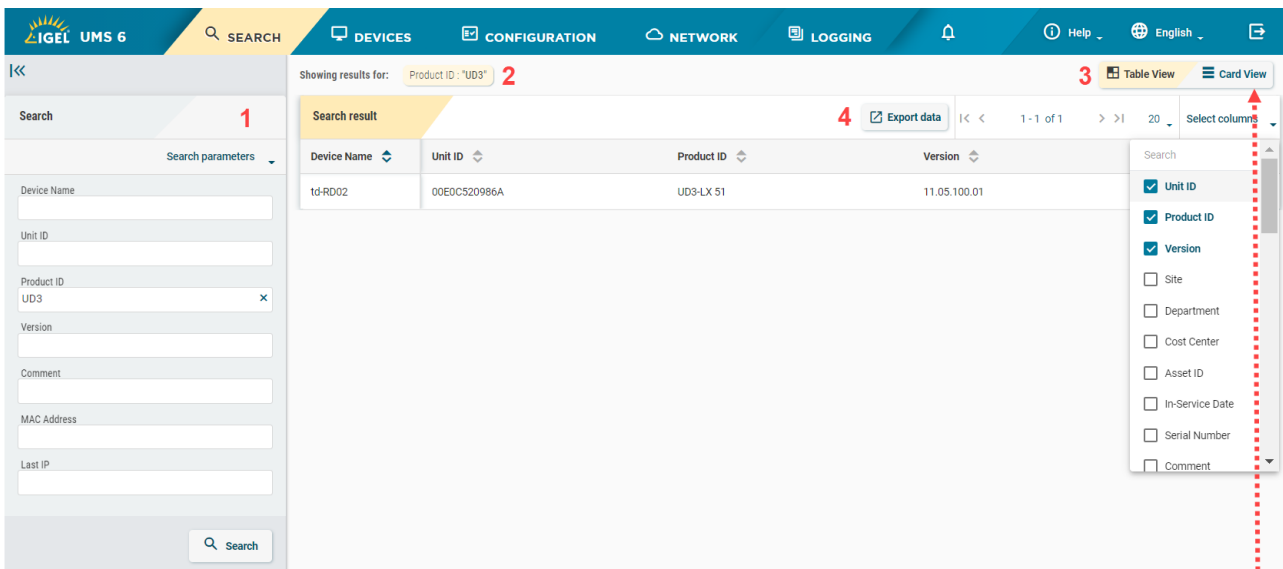 IGEL UMS 6 SEARCH DEVICES CONFIGURATION NETWORK LOGGING Help English
Showing results for: Product ID : "UD3" 2 3 Table View Card View
Search 1
Search result 4 Export data 1 - 1 of 1 20 Select columns
Search parameters
Device Name Unit ID Product ID Version
td-RD02 00E0C520986A UD3-LX 51 11.05.100.01
Device Name
Unit ID
Product ID
UD3
Version
Comment
MAC Address
Last IP
Search
Search
Unit ID
Product ID
Version
Site
Department
Cost Center
Asset ID
In-Service Date
Serial Number
Comment